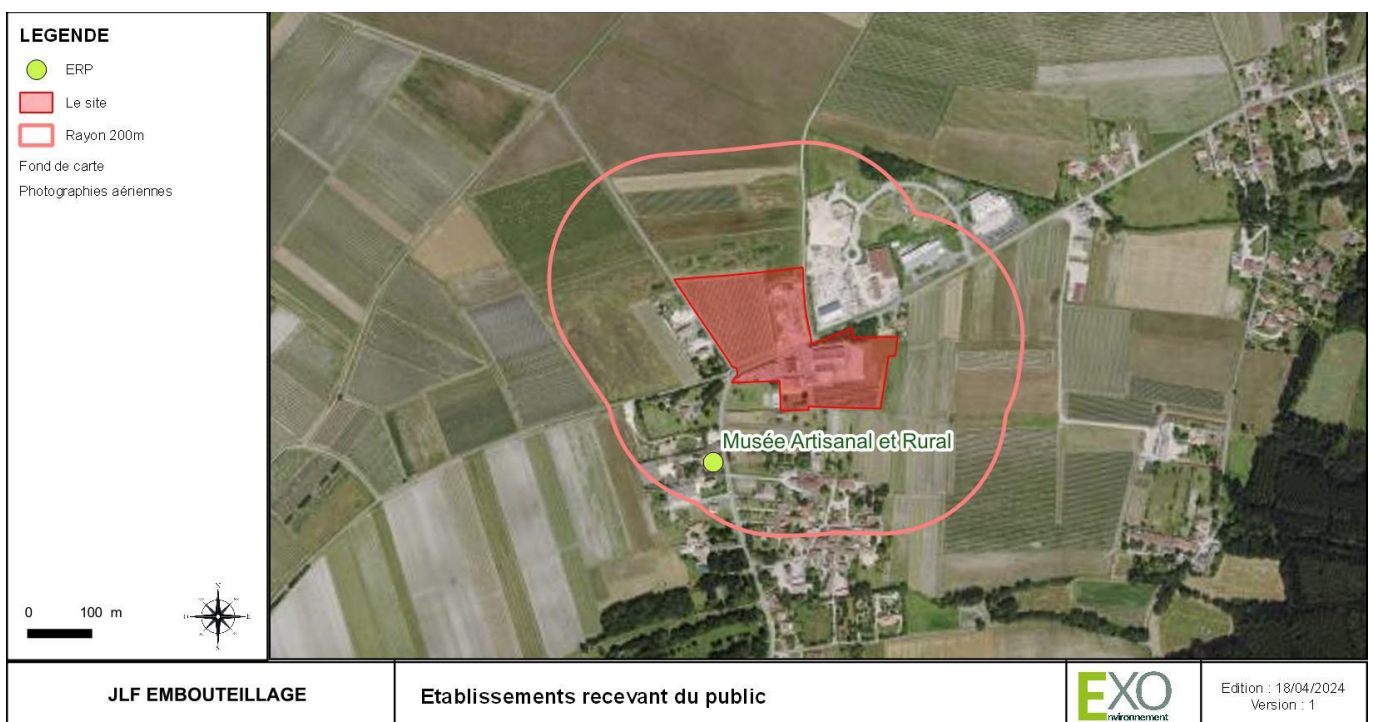 LEGENDE
ERP
Le site
Rayon 200m
Fond de carte
Photographies aériennes
0 100 m
Musée Artisanal et Rural
JLF EMBOUTEILLAGE
Etablissements recevant du public
EXO
nvironnement
Edition : 18/04/2024
Version : 1